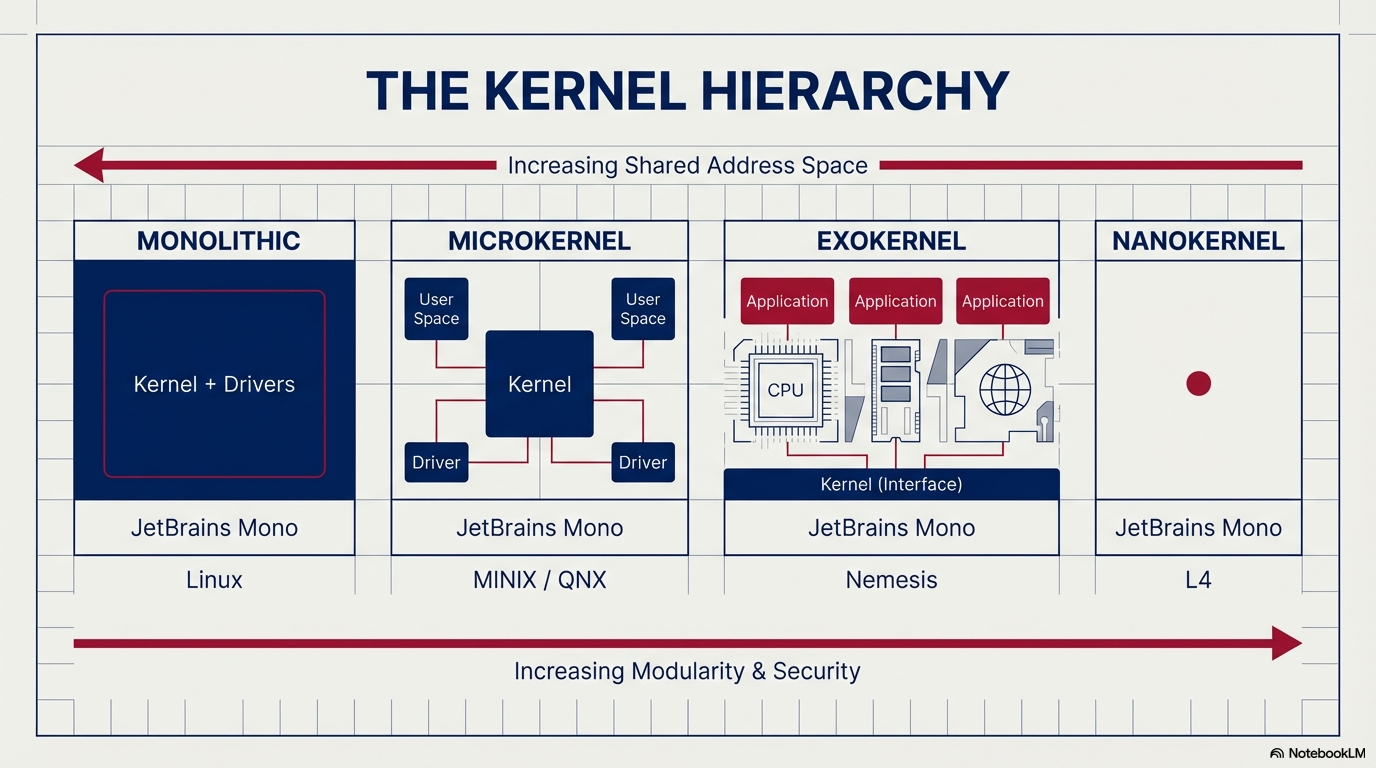 THE KERNEL HIERARCHY
Increasing Shared Address Space
MONOLITHIC
Kernel + Drivers
JetBrains Mono
Linux
MICROKERNEL
User
Space
User
Space
Kernel
Driver
Driver
JetBrains Mono
MINIX / QNX
EXOKERNEL
Application
Application
Application
CPU
Kernel (Interface)
JetBrains Mono
Nemesis
NANOKERNEL
JetBrains Mono
L4
Increasing Modularity & Security
NotebookLM